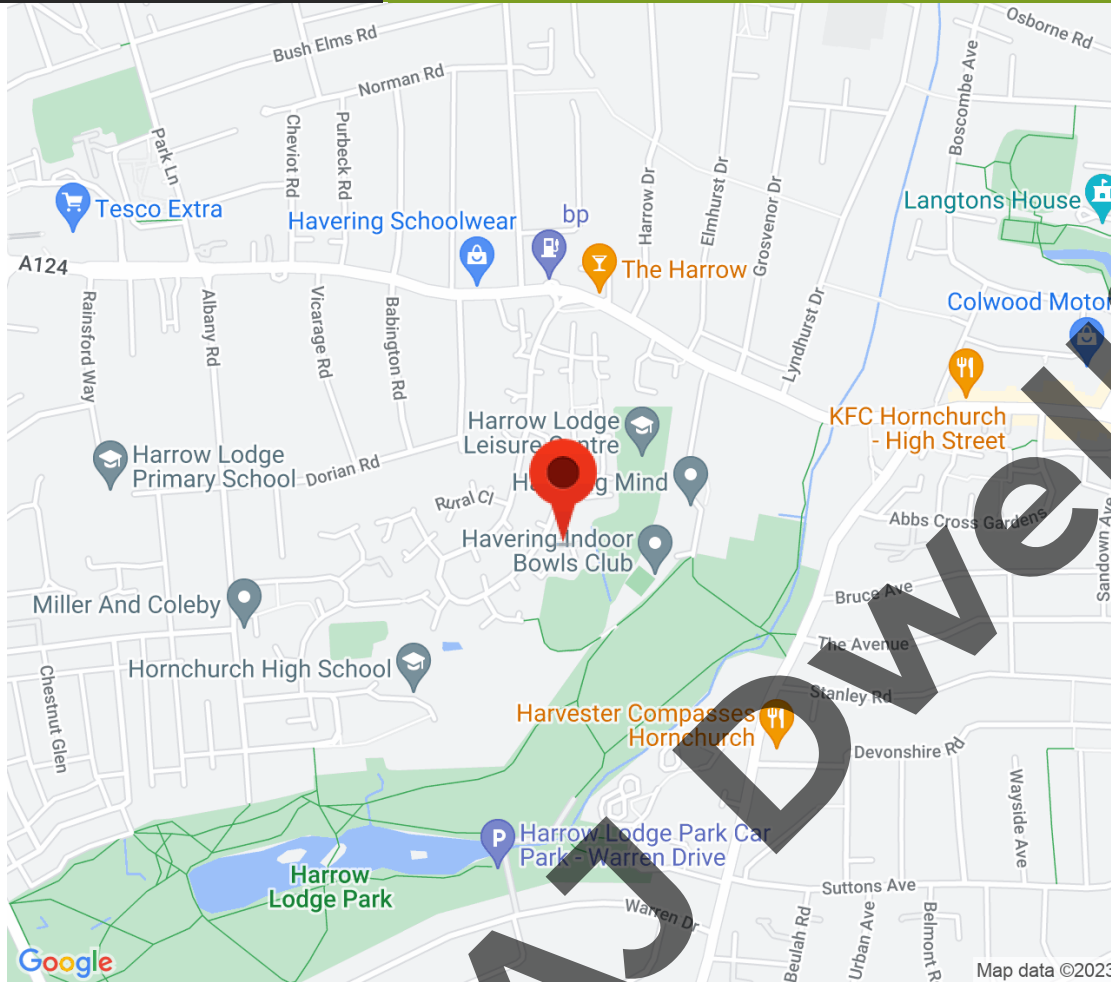 Osborne Rd
Bush Elms Rd
Boscombe Ave
Norman Rd
Park Ln
Cheviot Rd
Purbeck Rd
Harrow Dr
Elmhurst Dr
Grosvenor Dr
Langtons House
Tesco Extra
Havering Schoolwear
bp
The Harrow
A124
Rainsford Way
Albany Rd
Vicarage Rd
Babington Rd
Lyndhurst Dr
Colwood Motor
KFC Hornchurch
- High Street
Harrow Lodge
Leisure Centre
Harrow Lodge
Primary School
Dorian Rd
Rural Cl
Mind
Abbs Cross Gardens
Sandown Ave
Havering Indoor
Bowls Club
Bruce Ave
Miller And Coleby
The Avenue
Hornchurch High School
Stanley Rd
Chestnut Glen
Harvester Compasses
Hornchurch
Devonshire Rd
Wayside Ave
Harrow Lodge Park Car
Park - Warren Drive
Harrow
Lodge Park
Suttons Ave
Warren Dr
Beulah Rd
Urban Ave
Belmont R
Google
Map data ©2023
AJ Dwell